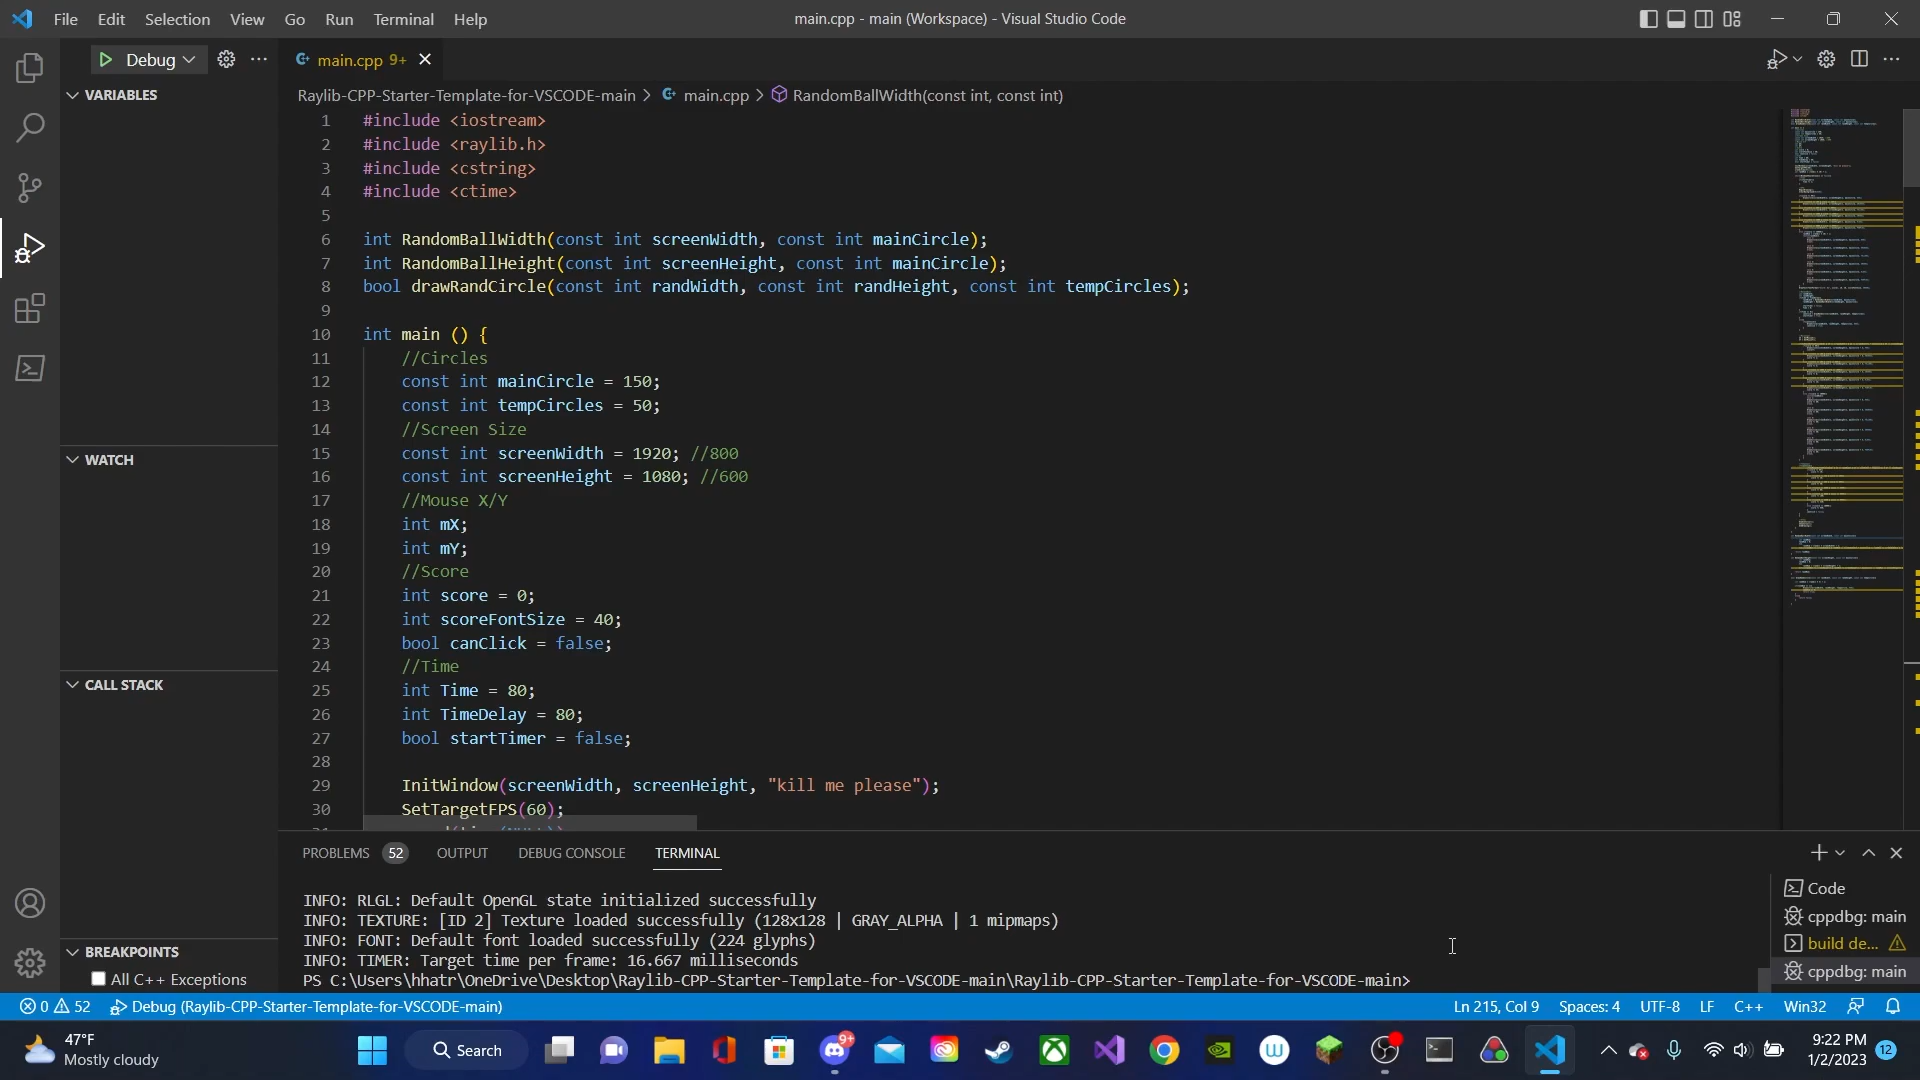 File Edit Selection View Go Run Terminal Help
main.cpp - main (Workspace) - Visual Studio Code
Debug
main.cpp 9+
VARIABLES
Raylib-CPP-Starter-Template-for-VSCODE-main > main.cpp > RandomBallWidth(const int, const int)
1 #include <iostream>
2 #include <raylib.h>
3 #include <cstring>
4 #include <ctime>
5
6 int RandomBallWidth(const int screenWidth, const int mainCircle);
7 int RandomBallHeight(const int screenHeight, const int mainCircle);
8 bool drawRandCircle(const int randWidth, const int randHeight, const int tempCircles);
9
10 int main () {
11 //Circles
12 const int mainCircle = 150;
13 const int tempCircles = 50;
14 //Screen Size
15 const int screenWidth = 1920; //800
16 const int screenHeight = 1080; //600
17 //Mouse X/Y
18 int mX;
19 int mY;
20 //Score
21 int score = 0;
22 int scoreFontSize = 40;
23 bool canClick = false;
24 //Time
25 int Time = 80;
26 int TimeDelay = 80;
27 bool startTimer = false;
28
29 InitWindow(screenWidth, screenHeight, "kill me please");
30 SetTargetFPS(60);
WATCH
CALL STACK
BREAKPOINTS
All C++ Exceptions
PROBLEMS 52 OUTPUT DEBUG CONSOLE TERMINAL
INFO: RLGL: Default OpenGL state initialized successfully
INFO: TEXTURE: [ID 2] Texture loaded successfully (128x128 | GRAY_ALPHA | 1 mipmaps)
INFO: FONT: Default font loaded successfully (224 glyphs)
INFO: TIMER: Target time per frame: 16.667 milliseconds
PS C:\Users\hhatr\OneDrive\Desktop\Raylib-CPP-Starter-Template-for-VSCODE-main\Raylib-CPP-Starter-Template-for-VSCODE-main>
Code
cppdbg: main
build de...
cppdbg: main
0 52 Debug (Raylib-CPP-Starter-Template-for-VSCODE-main)
Ln 215, Col 9 Spaces: 4 UTF-8 LF C++ Win32
47°F
Mostly cloudy
Search
9+
9:22 PM
1/2/2023
12